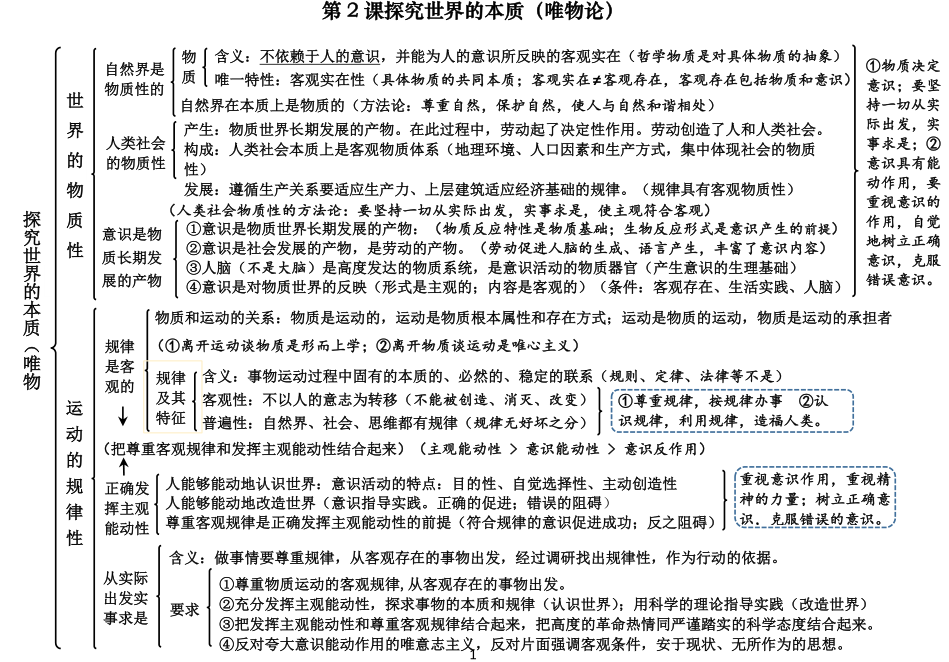 第 2 课探究世界的本质（唯物论）
探究世界的本质（唯物
世界的物质性
自然界是
物质性的
物
质
含义：不依赖于人的意识，并能为人的意识所反映的客观实在（哲学物质是对具体物质的抽象）
唯一特性：客观实在性（具体物质的共同本质；客观实在≠客观存在，客观存在包括物质和意识）
自然界在本质上是物质的（方法论：尊重自然，保护自然，使人与自然和谐相处）
人类社会
的物质性
产生：物质世界长期发展的产物。在此过程中，劳动起了决定性作用。劳动创造了人和人类社会。
构成：人类社会本质上是客观物质体系（地理环境、人口因素和生产方式，集中体现社会的物质
性）
发展：遵循生产关系要适应生产力、上层建筑适应经济基础的规律。（规律具有客观物质性）
（人类社会物质性的方法论：要坚持一切从实际出发，实事求是，使主观符合客观）
意识是物
质长期发
展的产物
①意识是物质世界长期发展的产物：（物质反应特性是物质基础；生物反应形式是意识产生的前提）
②意识是社会发展的产物，是劳动的产物。（劳动促进人脑的生成、语言产生，丰富了意识内容）
③人脑（不是大脑）是高度发达的物质系统，是意识活动的物质器官（产生意识的生理基础）
④意识是对物质世界的反映（形式是主观的；内容是客观的）（条件：客观存在、生活实践、人脑）
①物质决定
意识；要坚
持一切从实
际出发，实
事求是；②
意识具有能
动作用，要
重视意识的
作用，自觉
地树立正确
意识，克服
错误意识。
运动的规律性
规律
是客
观的
物质和运动的关系：物质是运动的，运动是物质根本属性和存在方式；运动是物质的运动，物质是运动的承担者
（①离开运动谈物质是形而上学；②离开物质谈运动是唯心主义）
规律
及其
特征
含义：事物运动过程中固有的本质的、必然的、稳定的联系（规则、定律、法律等不是）
客观性：不以人的意志为转移（不能被创造、消灭、改变）
普遍性：自然界、社会、思维都有规律（规律无好坏之分）
①尊重规律，按规律办事　②认
识规律，利用规律，造福人类。
（把尊重客观规律和发挥主观能动性结合起来）（主观能动性 > 意识能动性 > 意识反作用）
正确发
挥主观
能动性
人能够能动地认识世界：意识活动的特点：目的性、自觉选择性、主动创造性
人能够能动地改造世界（意识指导实践。正确的促进；错误的阻碍）
尊重客观规律是正确发挥主观能动性的前提（符合规律的意识促进成功；反之阻碍）
重视意识作用，重视精
神的力量；树立正确意
识，克服错误的意识。
从实际
出发实
事求是
含义：做事情要尊重规律，从客观存在的事物出发，经过调研找出规律性，作为行动的依据。
要求
①尊重物质运动的客观规律,从客观存在的事物出发。
②充分发挥主观能动性，探求事物的本质和规律（认识世界）；用科学的理论指导实践（改造世界）
③把发挥主观能动性和尊重客观规律结合起来，把高度的革命热情同严谨踏实的科学态度结合起来。
④反对夸大意识能动作用的唯意志主义，反对片面强调客观条件，安于现状、无所作为的思想。
1